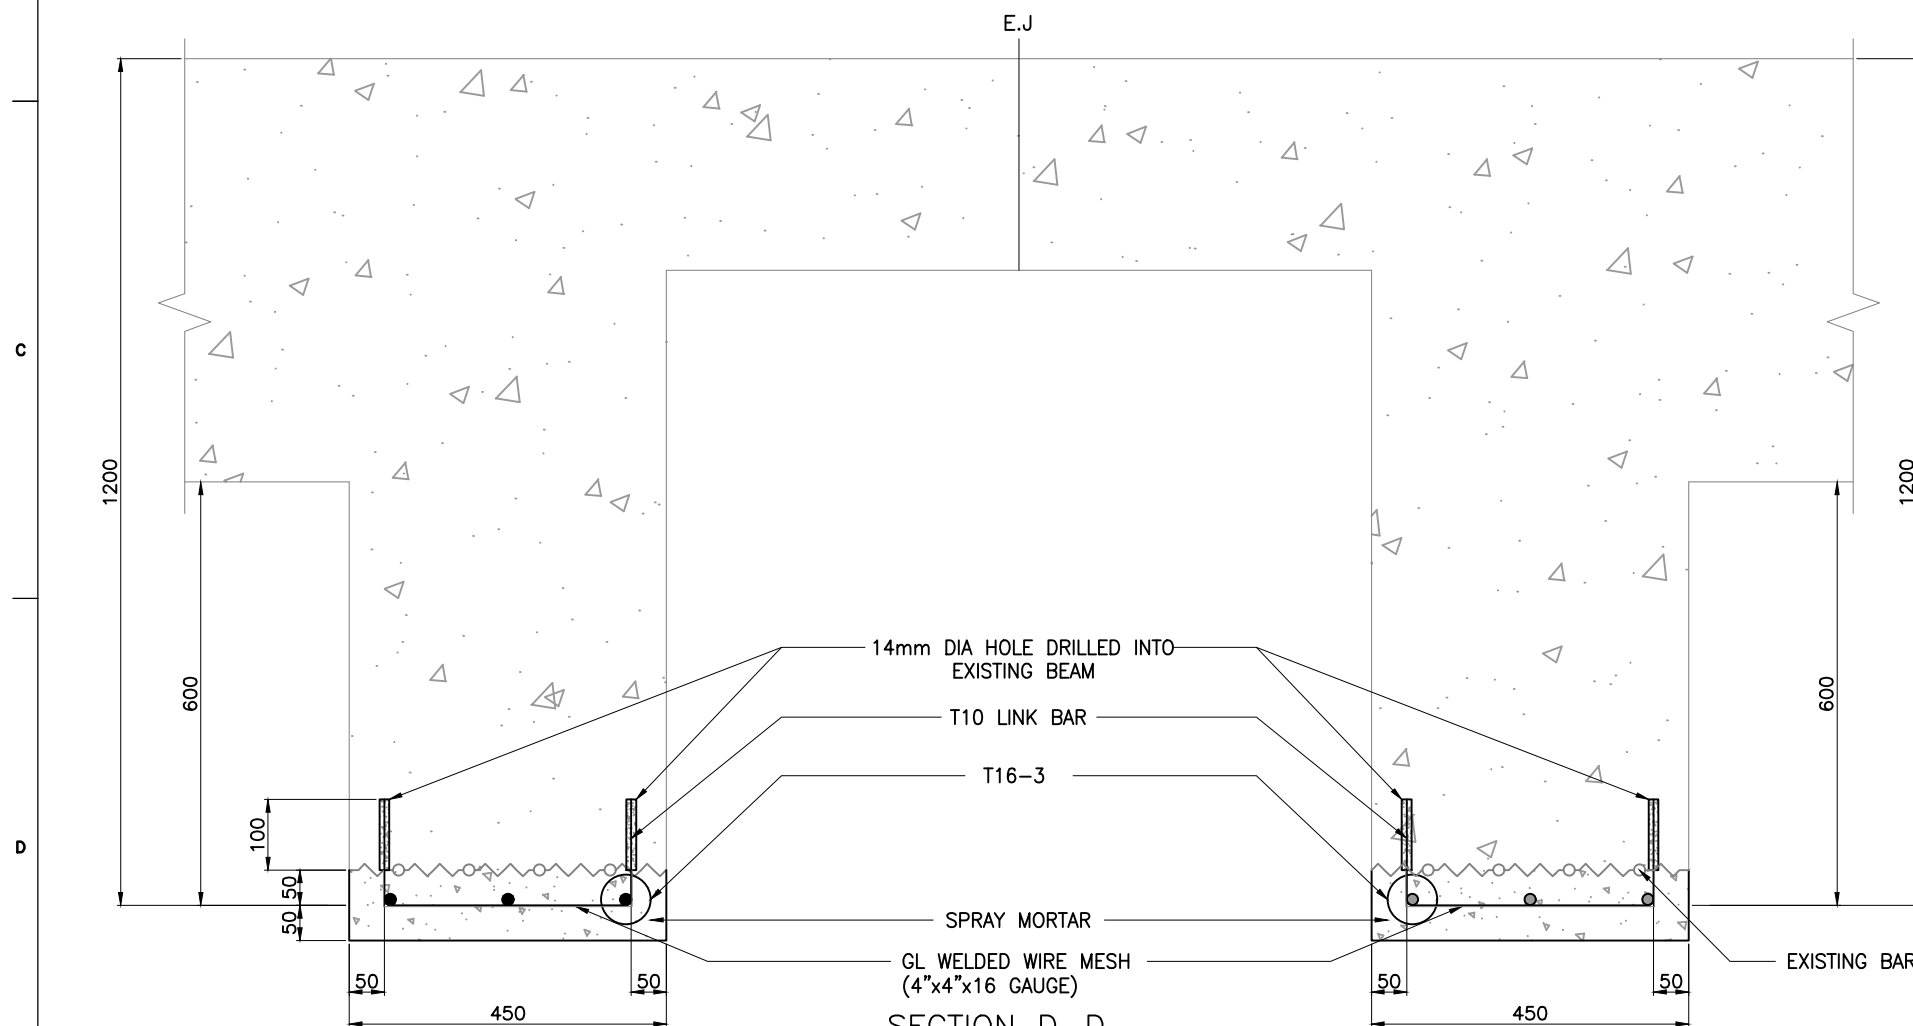 E.J
C
1200
1200
600
600
14mm DIA HOLE DRILLED INTO
EXISTING BEAM
T10 LINK BAR
T16-3
D
100
50
50
SPRAY MORTAR
GL WELDED WIRE MESH
(4"x4"x16 GAUGE)
EXISTING BAR
50
50
50
50
450
450
SECTION D-D